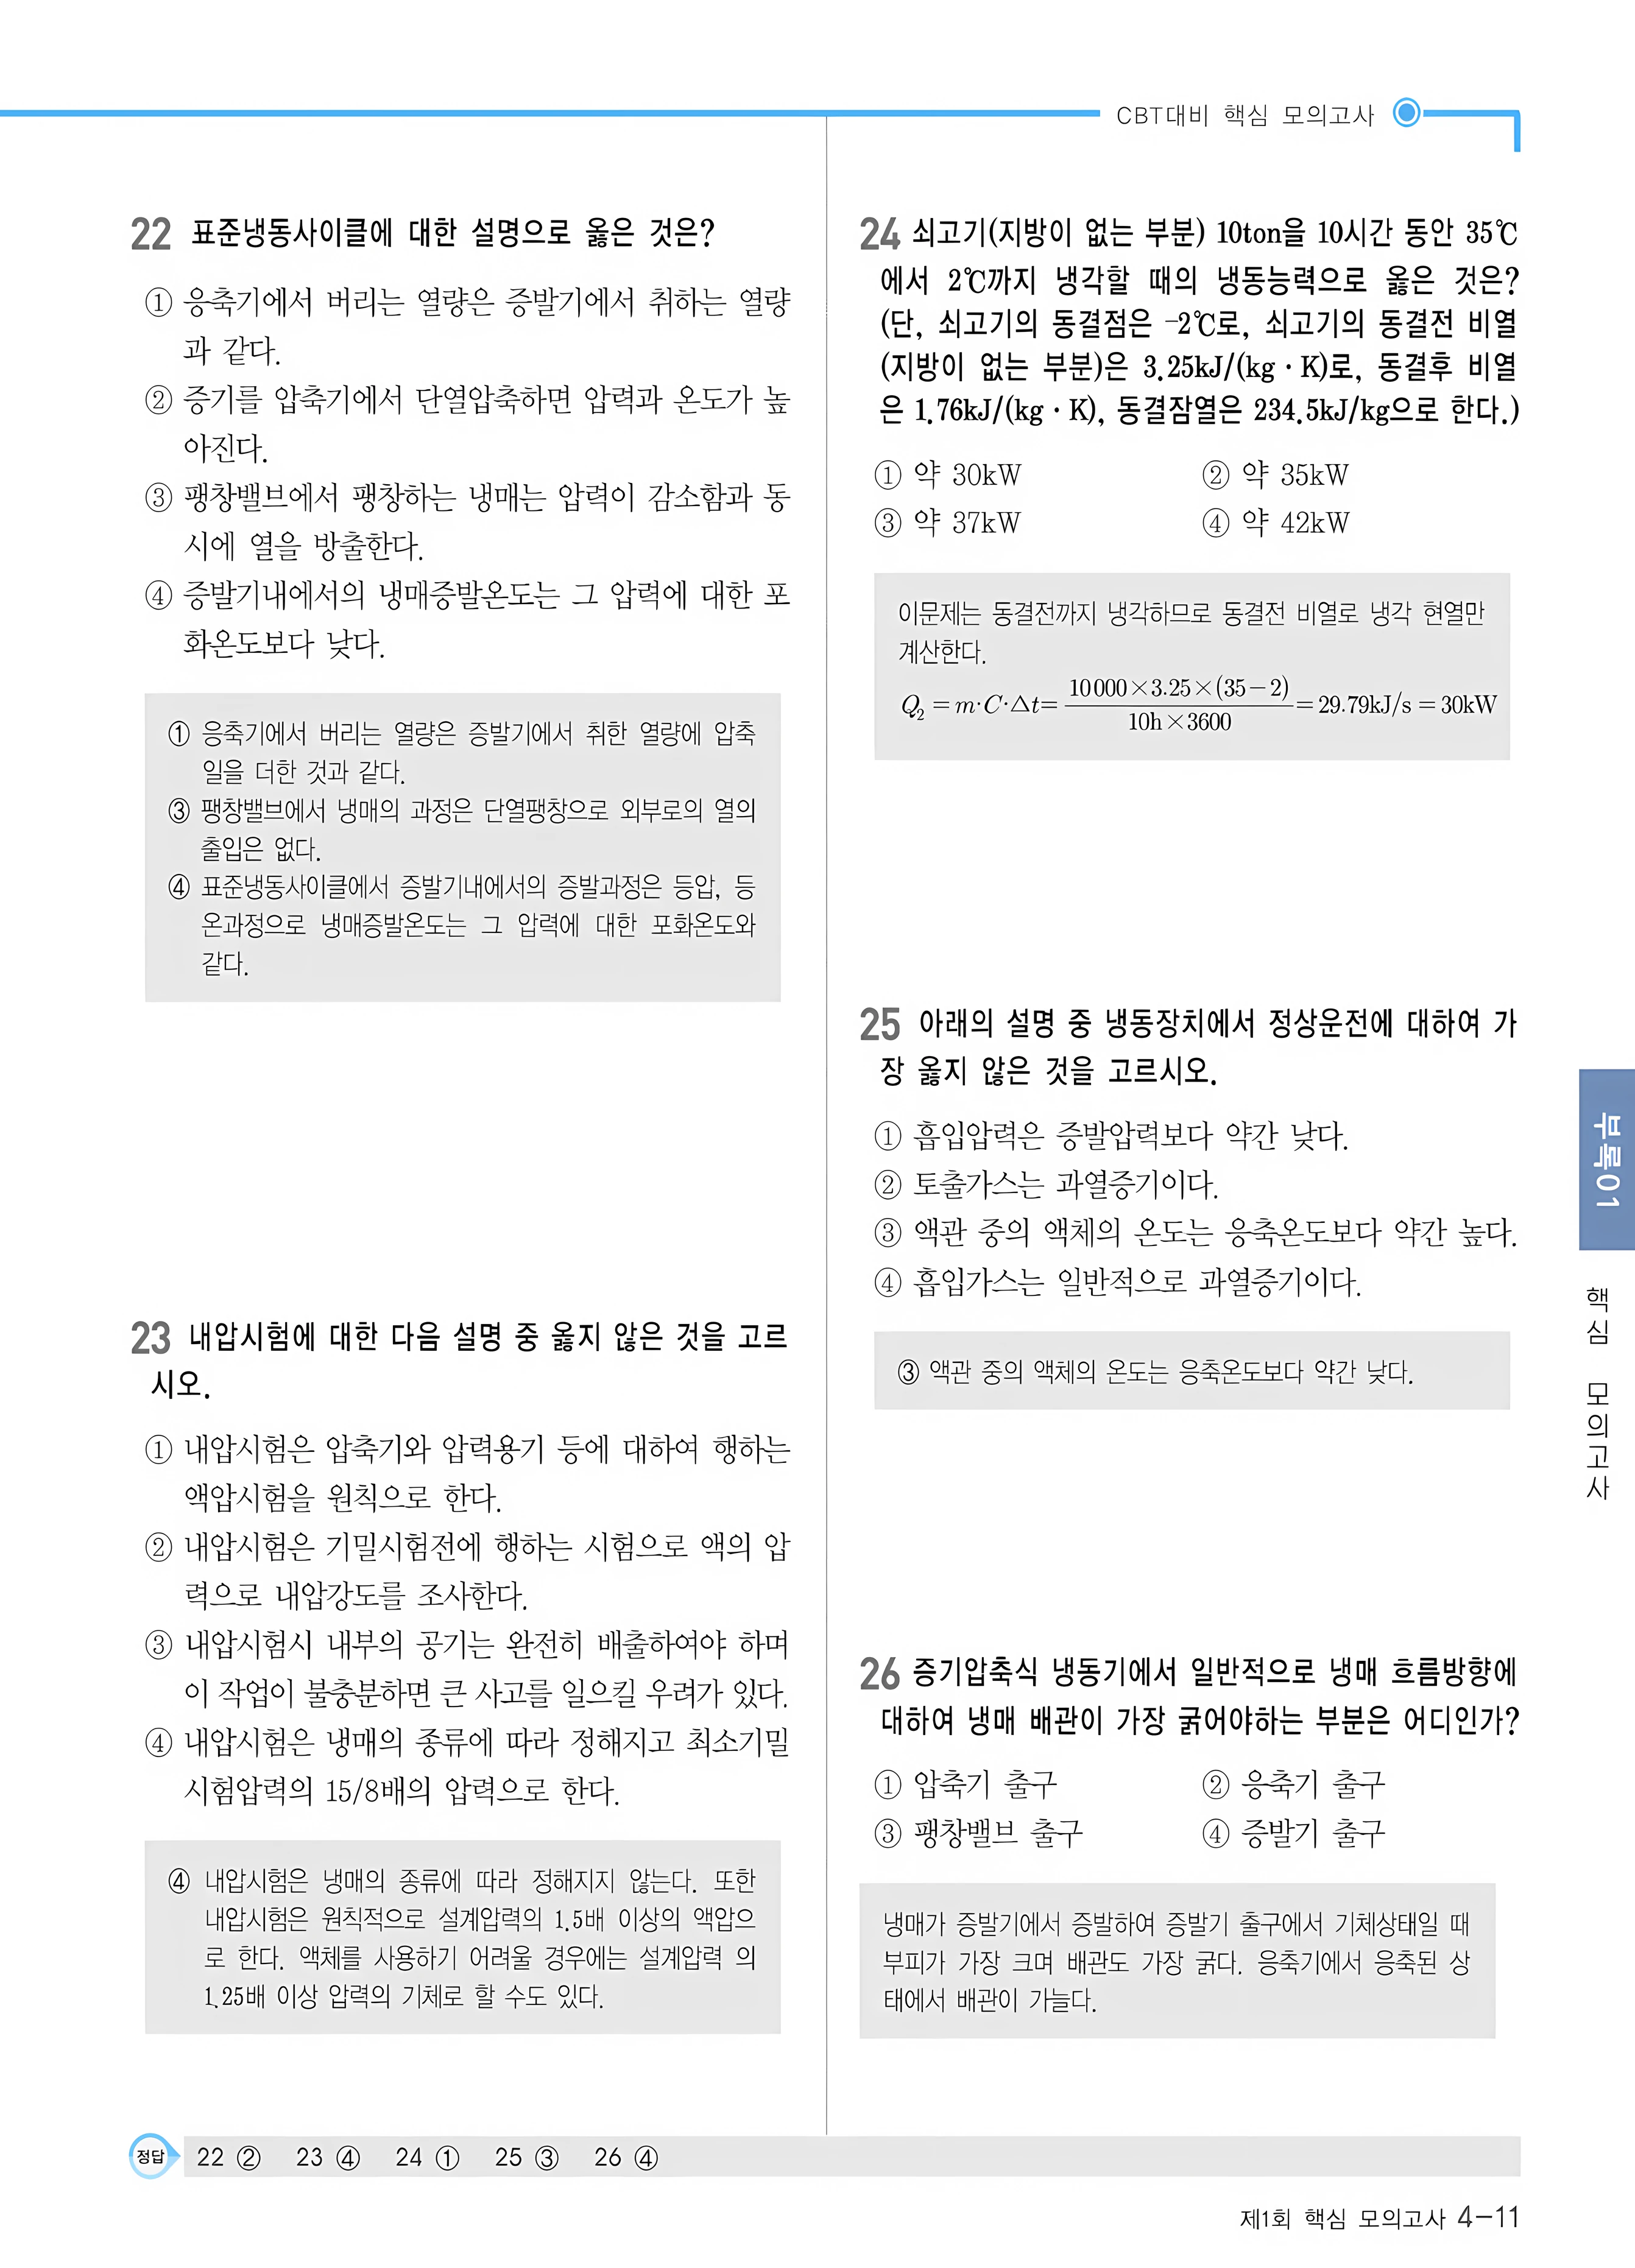 CBT대비 핵심 모의고사
22 표준냉동사이클에 대한 설명으로 옳은 것은?
① 응축기에서 버리는 열량은 증발기에서 취하는 열량
과 같다.
② 증기를 압축기에서 단열압축하면 압력과 온도가 높
아진다.
③ 팽창밸브에서 팽창하는 냉매는 압력이 감소함과 동
시에 열을 방출한다.
④ 증발기내에서의 냉매증발온도는 그 압력에 대한 포
화온도보다 낮다.
① 응축기에서 버리는 열량은 증발기에서 취한 열량에 압축
일을 더한 것과 같다.
③ 팽창밸브에서 냉매의 과정은 단열팽창으로 외부로의 열의
출입은 없다.
④ 표준냉동사이클에서 증발기내에서의 증발과정은 등압, 등
온과정으로 냉매증발온도는 그 압력에 대한 포화온도와
같다.
23 내압시험에 대한 다음 설명 중 옳지 않은 것을 고르
시오.
① 내압시험은 압축기와 압력용기 등에 대하여 행하는
액압시험을 원칙으로 한다.
② 내압시험은 기밀시험전에 행하는 시험으로 액의 압
력으로 내압강도를 조사한다.
③ 내압시험시 내부의 공기는 완전히 배출하여야 하며
이 작업이 불충분하면 큰 사고를 일으킬 우려가 있다.
④ 내압시험은 냉매의 종류에 따라 정해지고 최소기밀
시험압력의 15/8배의 압력으로 한다.
④ 내압시험은 냉매의 종류에 따라 정해지지 않는다. 또한
내압시험은 원칙적으로 설계압력의 1.5배 이상의 액압으
로 한다. 액체를 사용하기 어려울 경우에는 설계압력 의
1.25배 이상 압력의 기체로 할 수도 있다.
24 쇠고기(지방이 없는 부분) 10ton을 10시간 동안 35℃
에서 2℃까지 냉각할 때의 냉동능력으로 옳은 것은?
(단, 쇠고기의 동결점은 -2℃로, 쇠고기의 동결전 비열
(지방이 없는 부분)은 3.25kJ/(kg·K)로, 동결후 비열
은 1.76kJ/(kg·K), 동결잠열은 234.5kJ/kg으로 한다.)
① 약 30kW ② 약 35kW
③ 약 37kW ④ 약 42kW
이문제는 동결전까지 냉각하므로 동결전 비열로 냉각 현열만
계산한다.
Q₂ = m·C·Δt = (10000×3.25×(35-2))/(10h×3600) = 29.79kJ/s = 30kW
25 아래의 설명 중 냉동장치에서 정상운전에 대하여 가
장 옳지 않은 것을 고르시오.
① 흡입압력은 증발압력보다 약간 낮다.
② 토출가스는 과열증기이다.
③ 액관 중의 액체의 온도는 응축온도보다 약간 높다.
④ 흡입가스는 일반적으로 과열증기이다.
③ 액관 중의 액체의 온도는 응축온도보다 약간 낮다.
26 증기압축식 냉동기에서 일반적으로 냉매 흐름방향에
대하여 냉매 배관이 가장 굵어야하는 부분은 어디인가?
① 압축기 출구 ② 응축기 출구
③ 팽창밸브 출구 ④ 증발기 출구
냉매가 증발기에서 증발하여 증발기 출구에서 기체상태일 때
부피가 가장 크며 배관도 가장 굵다. 응축기에서 응축된 상
태에서 배관이 가늘다.
부록01
핵심 모의고사
정답 22 ② 23 ④ 24 ① 25 ③ 26 ④
제1회 핵심 모의고사 4-11